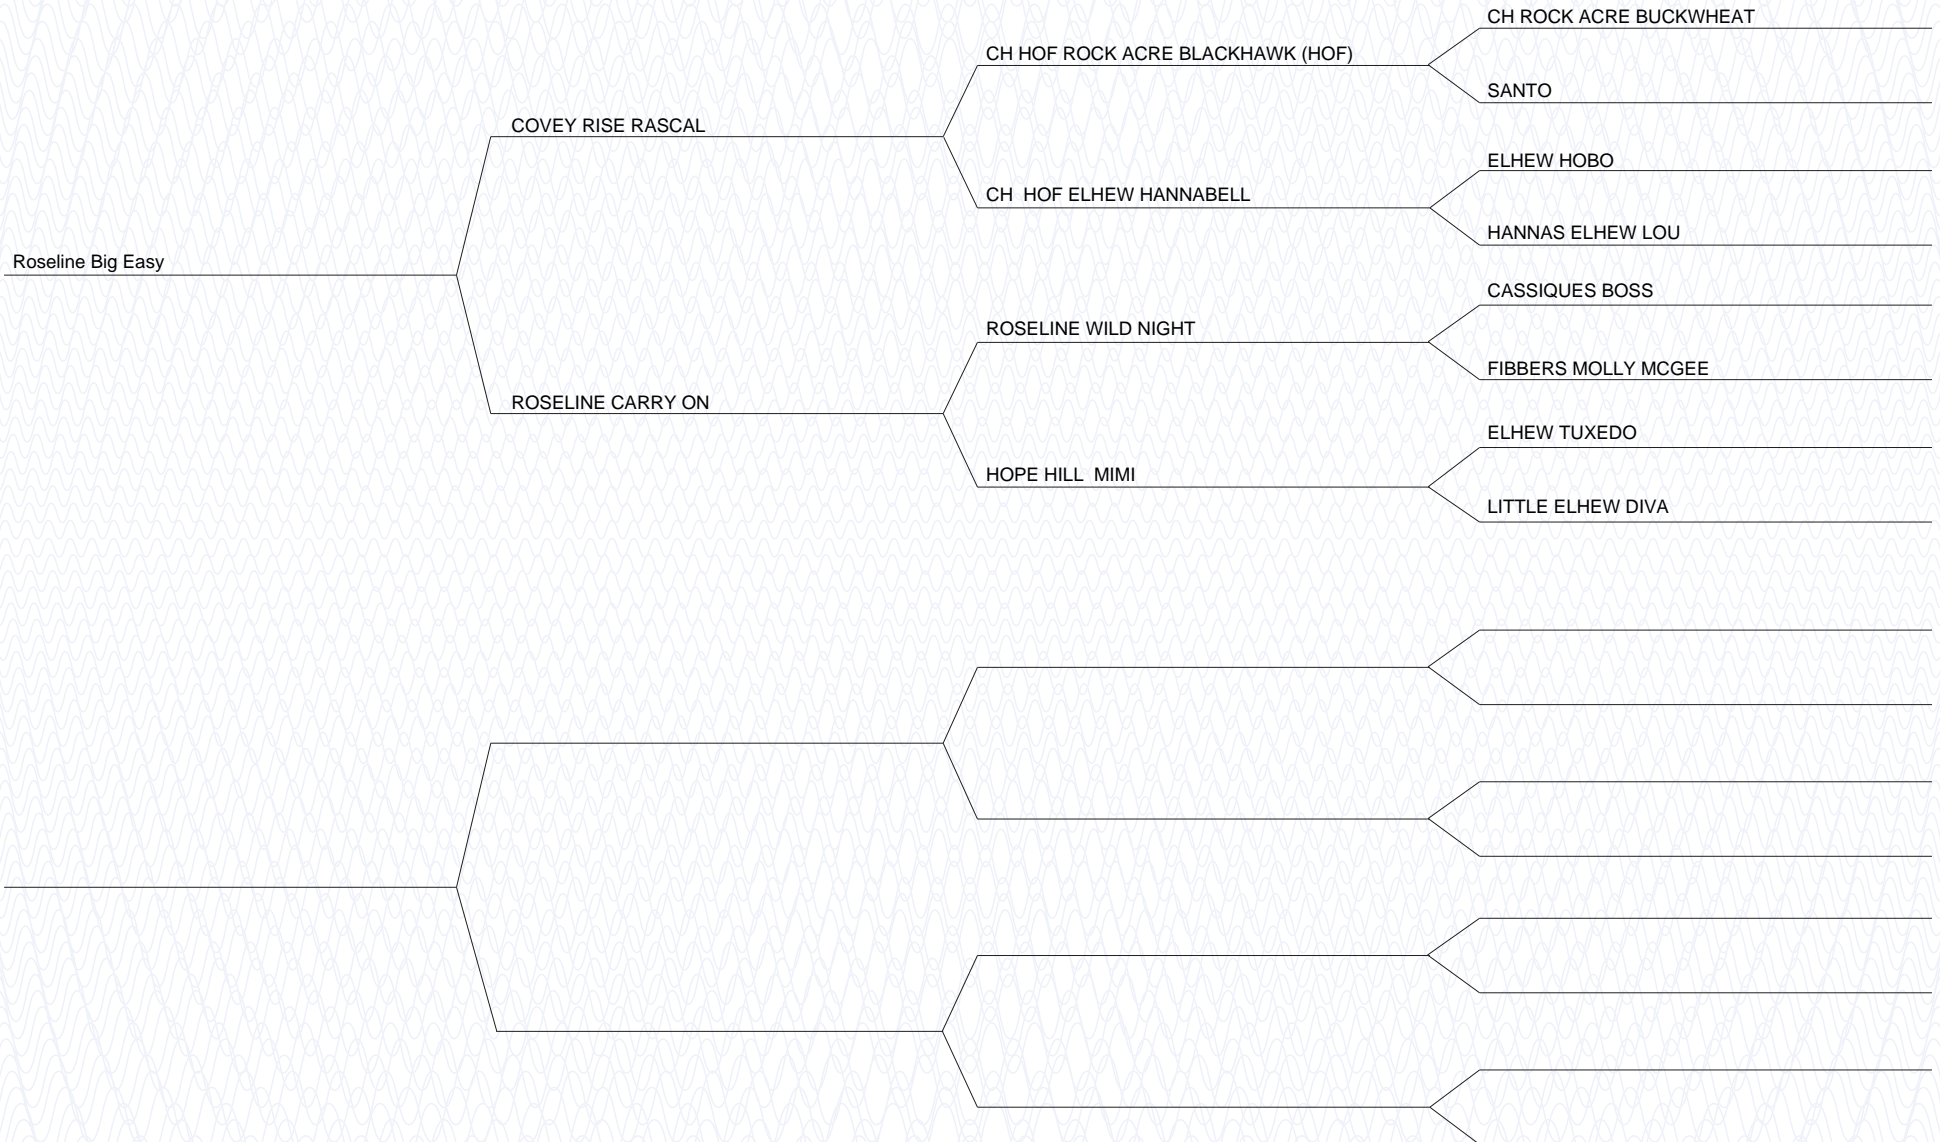 CH ROCK ACRE BUCKWHEAT
CH HOF ROCK ACRE BLACKHAWK (HOF)
SANTO
COVEY RISE RASCAL
ELHEW HOBO
CH  HOF ELHEW HANNABELL
HANNAS ELHEW LOU
Roseline Big Easy
CASSIQUES BOSS
ROSELINE WILD NIGHT
FIBBERS MOLLY MCGEE
ROSELINE CARRY ON
ELHEW TUXEDO
HOPE HILL  MIMI
LITTLE ELHEW DIVA